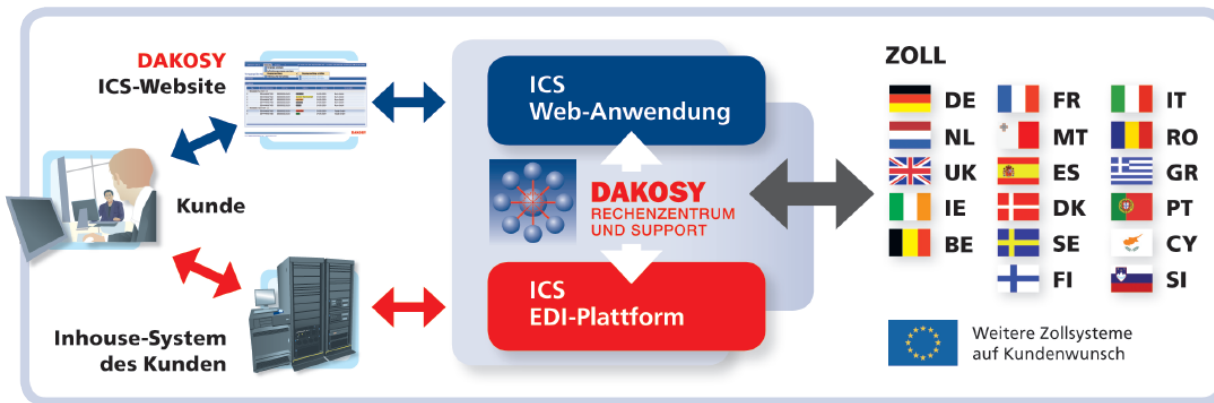 DAKOSY
ICS-Website
Kunde
Inhouse-System
des Kunden
ICS
Web-Anwendung
DAKOSY
RECHENZENTRUM
UND SUPPORT
ICS
EDI-Plattform
ZOLL
DE FR IT
NL MT RO
UK ES GR
IE DK PT
BE SE CY
FI SI
Weitere Zollsysteme
auf Kundenwunsch